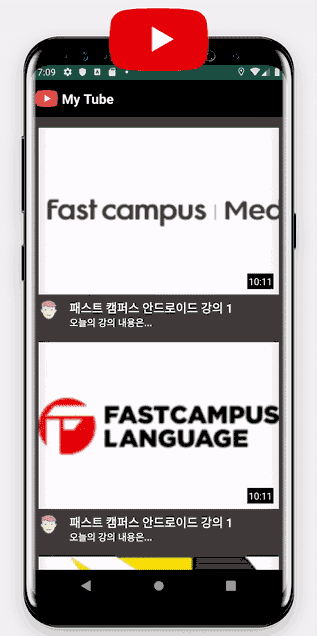 7:09
My Tube
Fast campus | Med
10:11
패스트 캠퍼스 안드로이드 강의 1
오늘의 강의 내용은...
FASTCAMPUS
LANGUAGE
10:11
패스트 캠퍼스 안드로이드 강의 1
오늘의 강의 내용은...